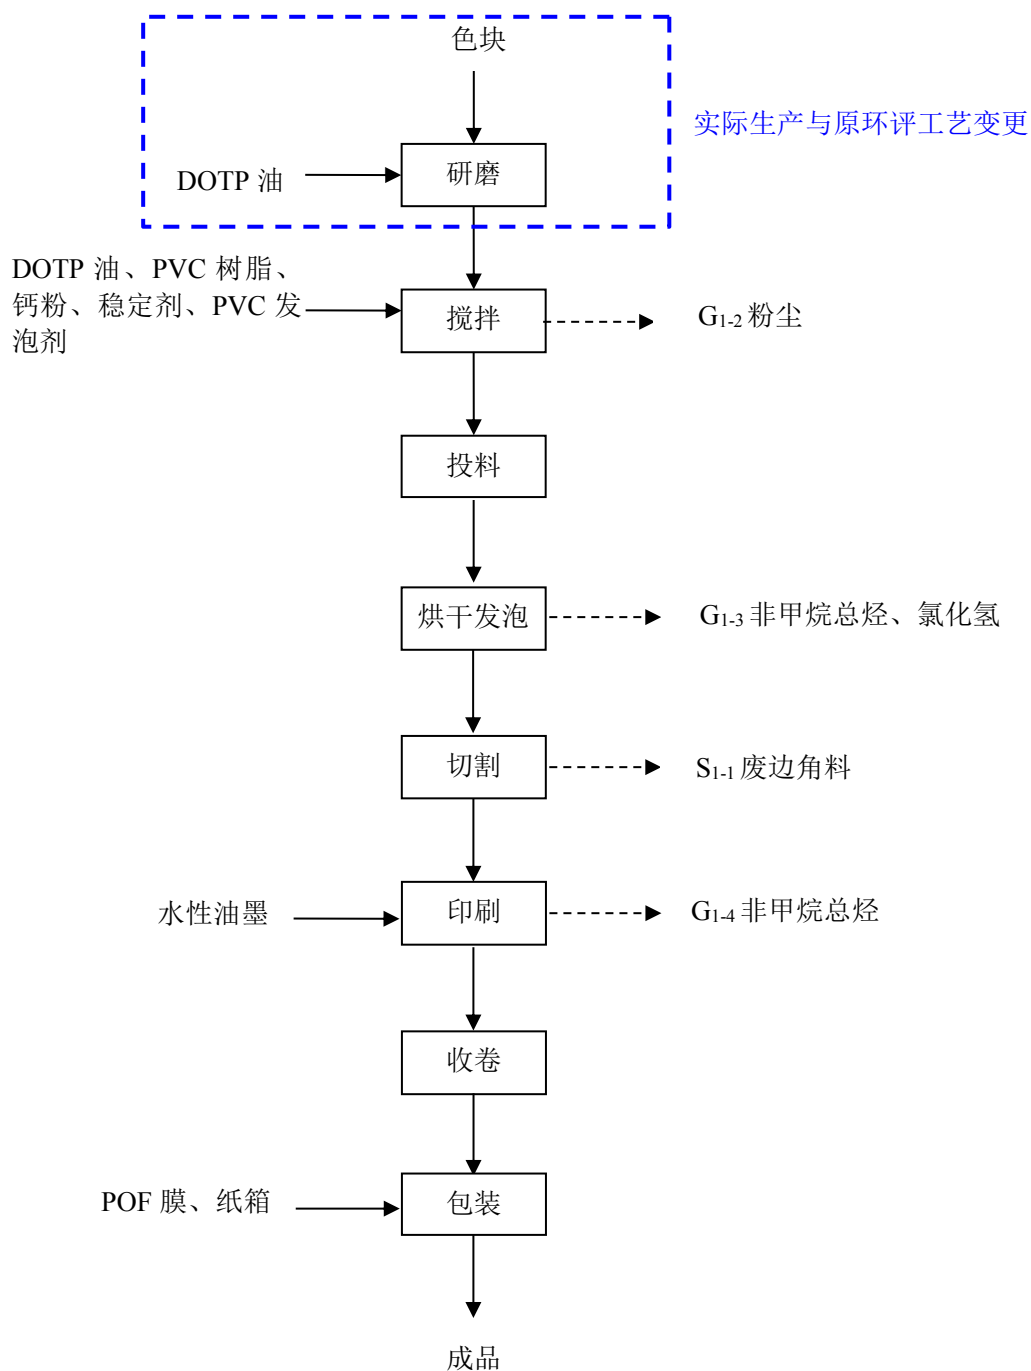 色块
实际生产与原环评工艺变更
DOTP 油
研磨
DOTP 油、PVC 树脂、
钙粉、稳定剂、PVC 发
泡剂
搅拌
G1-2 粉尘
投料
烘干发泡
G1-3 非甲烷总烃、氯化氢
切割
S1-1 废边角料
水性油墨
印刷
G1-4 非甲烷总烃
收卷
POF 膜、纸箱
包装
成品